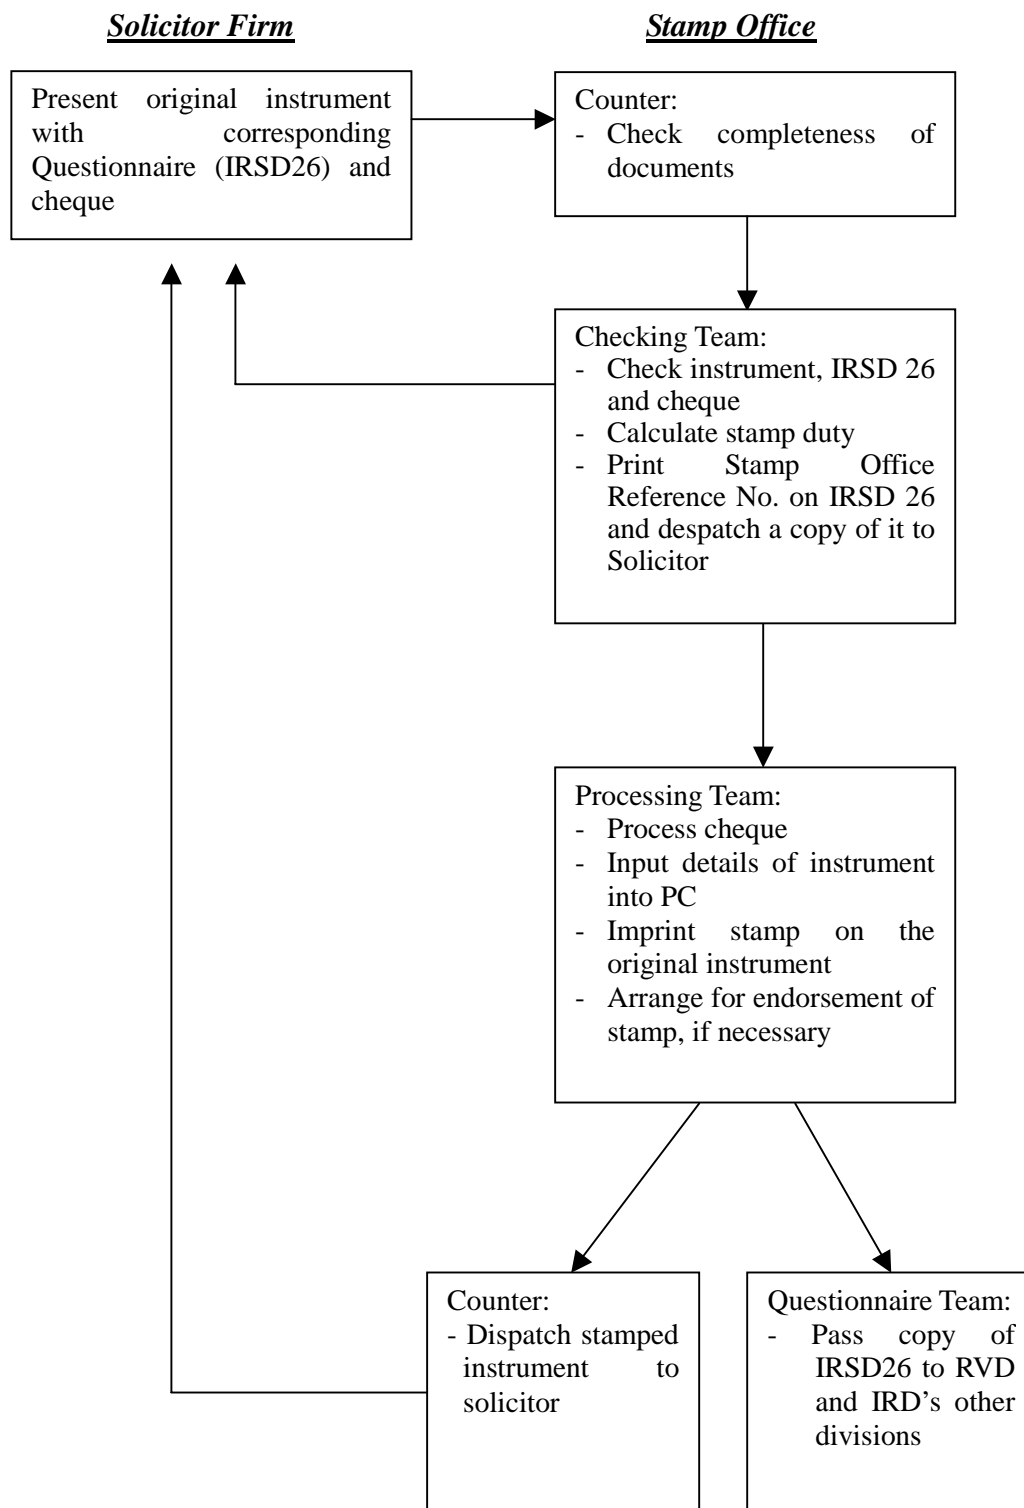 Solicitor Firm
Stamp Office
Present original instrument
with corresponding
Questionnaire (IRSD26) and
cheque
Counter:
- Check completeness of
documents
Checking Team:
- Check instrument, IRSD 26
and cheque
- Calculate stamp duty
- Print Stamp Office
Reference No. on IRSD 26
and despatch a copy of it to
Solicitor
Processing Team:
- Process cheque
- Input details of instrument
into PC
- Imprint stamp on the
original instrument
- Arrange for endorsement of
stamp, if necessary
Counter:
- Dispatch stamped
instrument to
solicitor
Questionnaire Team:
- Pass copy of
IRSD26 to RVD
and IRD’s other
divisions